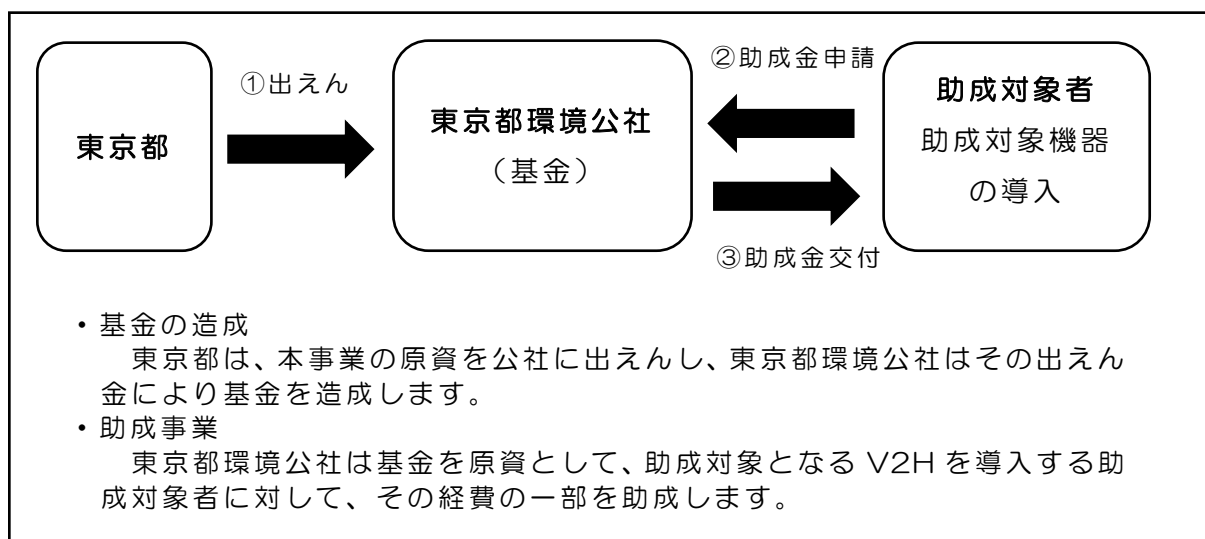 東京都
①出えん
東京都環境公社
（基金）
②助成金申請
③助成金交付
助成対象者
助成対象機器
の導入
・基金の造成
東京都は、本事業の原資を公社に出えんし、東京都環境公社はその出えん
金により基金を造成します。
・助成事業
東京都環境公社は基金を原資として、助成対象となる V2H を導入する助
成対象者に対して、その経費の一部を助成します。